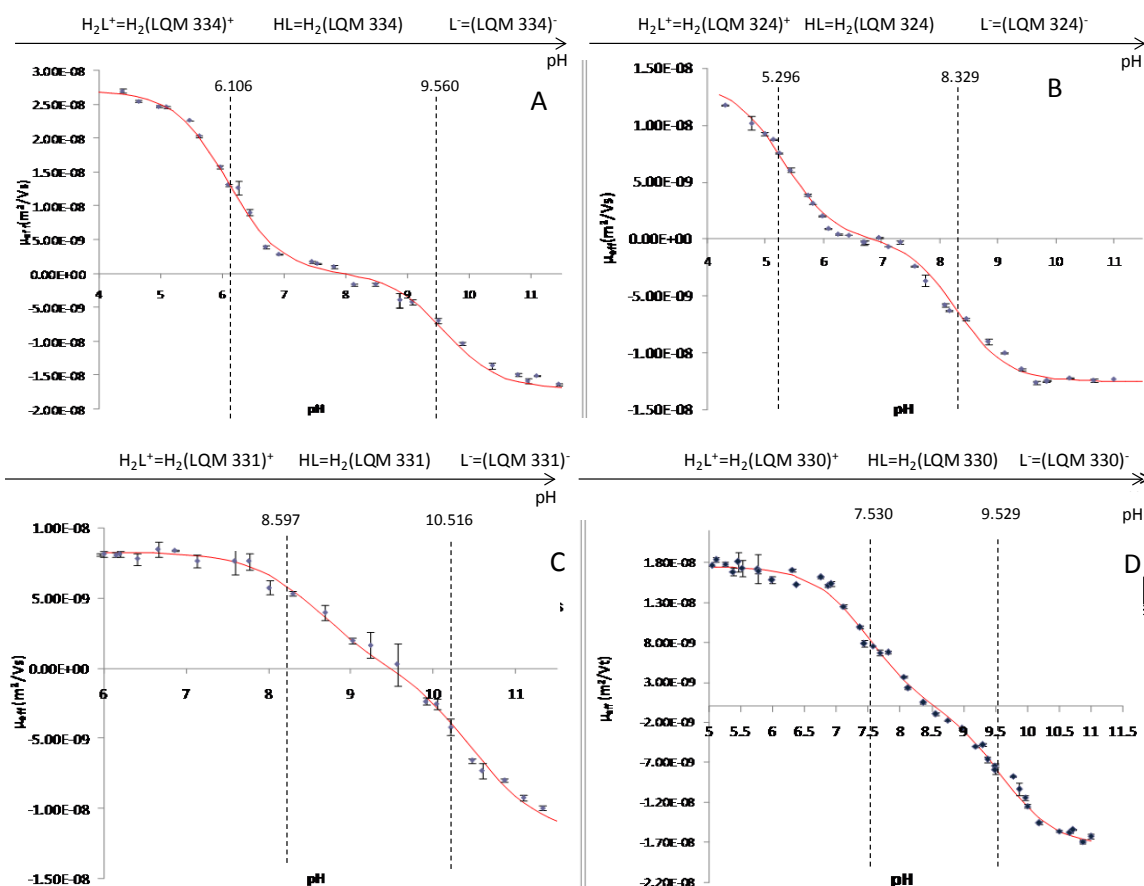 H₂L⁺=H₂(LQM 334)⁺ HL=H₂(LQM 334) L⁻=(LQM 334)⁻
pH
6.106 9.560
A
3.00E-08
2.50E-08
2.00E-08
1.50E-08
1.00E-08
5.00E-09
0.00E+00
-5.00E-09
-1.00E-08
-1.50E-08
-2.00E-08
4 5 6 7 8 9 10 11
μeff(m²/Vs)
pH
H₂L⁺=H₂(LQM 324)⁺ HL=H₂(LQM 324) L⁻=(LQM 324)⁻
pH
5.296 8.329
B
1.50E-08
1.00E-08
5.00E-09
0.00E+00
-5.00E-09
-1.00E-08
-1.50E-08
4 5 6 7 8 9 10 11
μeff(m²/Vs)
pH
H₂L⁺=H₂(LQM 331)⁺ HL=H₂(LQM 331) L⁻=(LQM 331)⁻
pH
8.597 10.516
C
1.00E-08
5.00E-09
0.00E+00
-5.00E-09
-1.00E-08
-1.50E-08
6 7 8 9 10 11
μeff(m²/Vs)
pH
H₂L⁺=H₂(LQM 330)⁺ HL=H₂(LQM 330) L⁻=(LQM 330)⁻
pH
7.530 9.529
D
1.80E-08
1.30E-08
8.00E-09
3.00E-09
-2.00E-09
-7.00E-09
-1.20E-08
-1.70E-08
-2.20E-08
5 5.5 6 6.5 7 7.5 8 8.5 9 9.5 10 10.5 11 11.5
μeff(m²/Vt)
pH